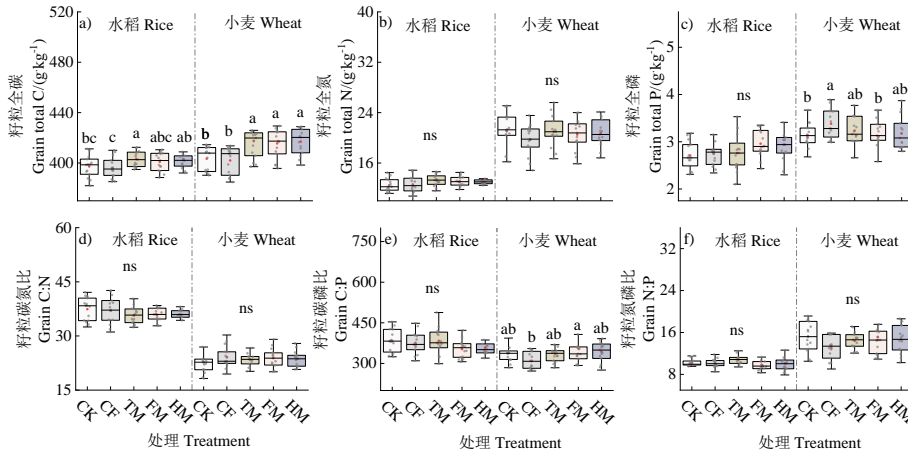 a) 水稻 Rice 小麦 Wheat
籽粒全碳
Grain total C/(g·kg⁻¹)
520
480
440
400
bc c a abc ab b b a a a
b) 水稻 Rice 小麦 Wheat
籽粒全氮
Grain total N/(g·kg⁻¹)
40
32
24
16
ns ns
c) 水稻 Rice 小麦 Wheat
籽粒全磷
Grain total P/(g·kg⁻¹)
5
4
3
2
ns b a ab b ab
d) 水稻 Rice 小麦 Wheat
籽粒碳氮比
Grain C:N
60
45
30
15
ns ns
CK CF TM FM HM CK CF TM FM HM
处理 Treatment
e) 水稻 Rice 小麦 Wheat
籽粒碳磷比
Grain C:P
750
600
450
300
ns ab b ab a ab
CK CF TM FM HM CK CF TM FM HM
处理 Treatment
f) 水稻 Rice 小麦 Wheat
籽粒氮磷比
Grain N:P
32
24
16
8
ns ns
CK CF TM FM HM CK CF TM FM HM
处理 Treatment